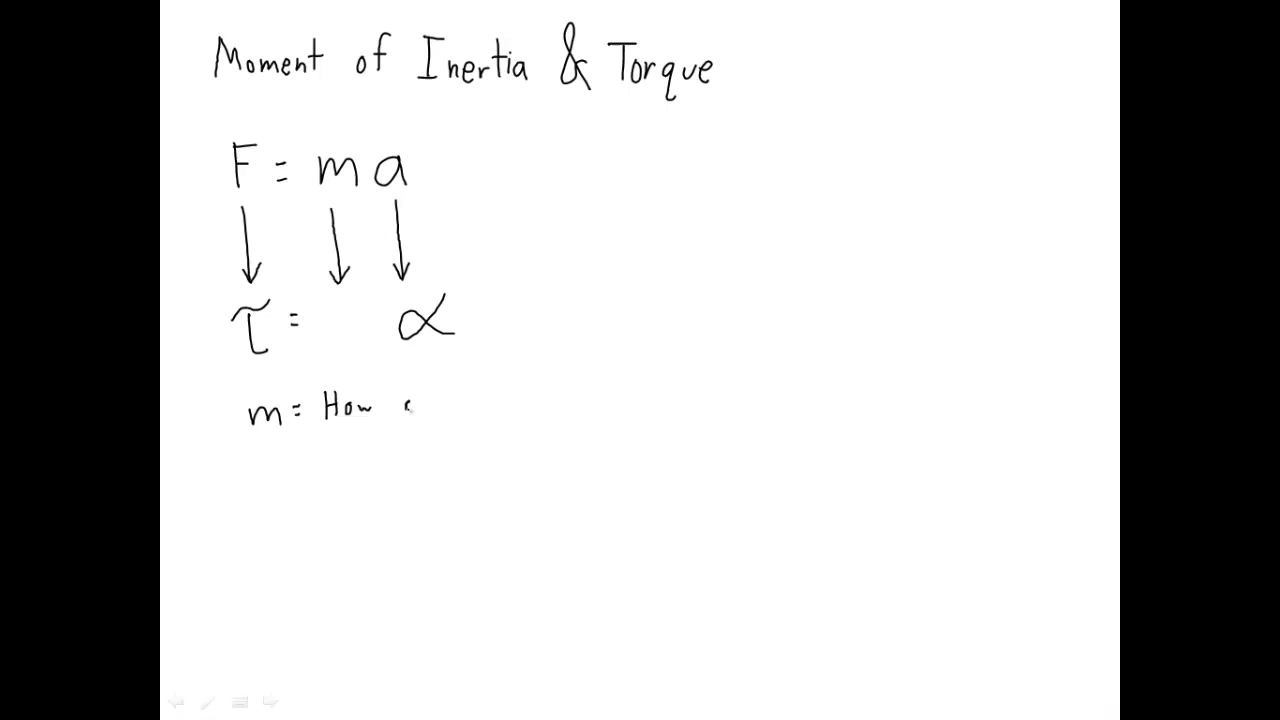 Moment of Inertia & Torque
F = m a
τ = α
m = How